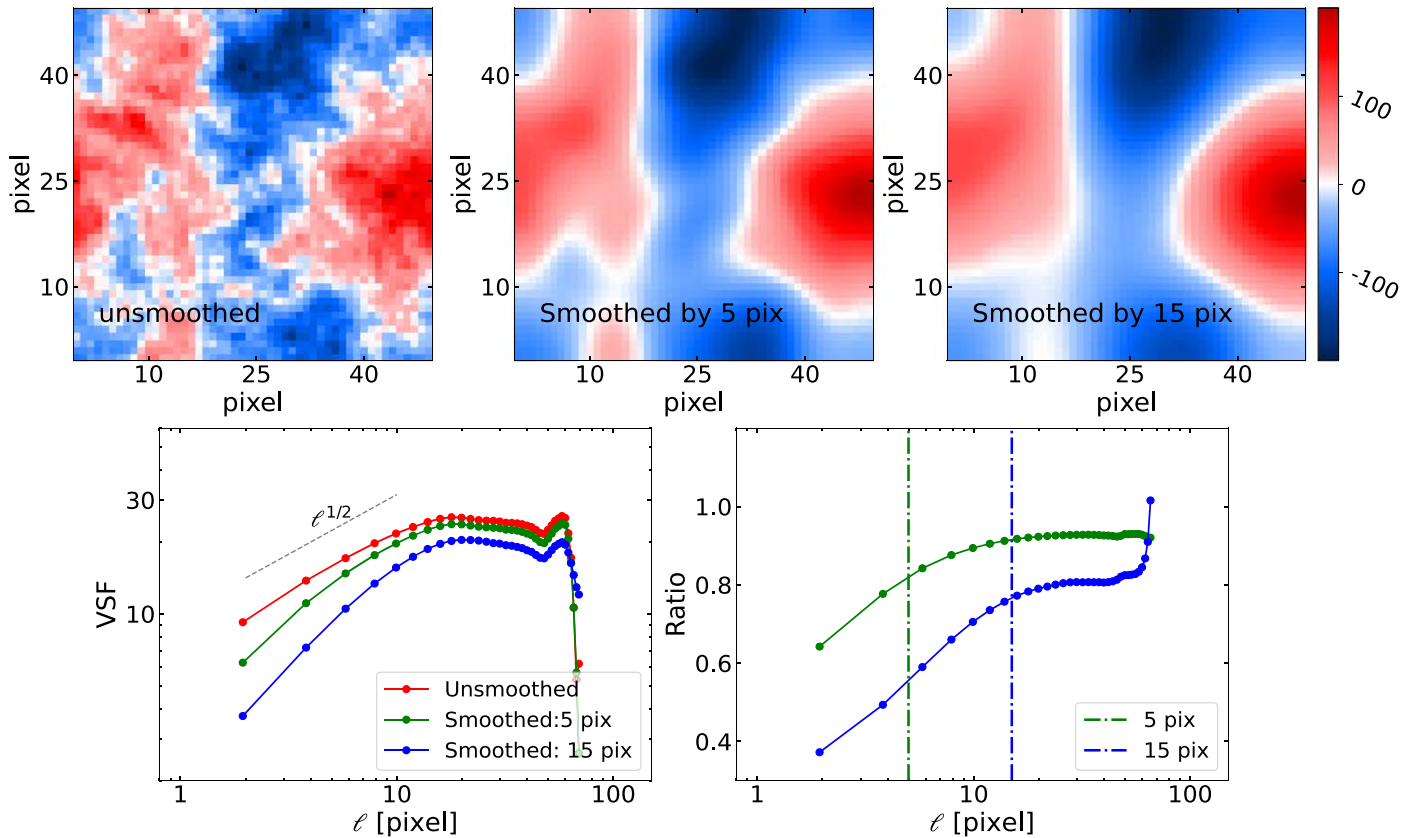 40
25
10
pixel
unsmoothed
10
25
40
pixel
40
25
10
pixel
Smoothed by 5 pix
10
25
40
pixel
40
25
10
pixel
Smoothed by 15 pix
10
25
40
pixel
100
0
-100
30
10
VSF
ℓ^1/2
Unsmoothed
Smoothed:5 pix
Smoothed: 15 pix
1
10
100
ℓ [pixel]
1.0
0.8
0.6
0.4
Ratio
5 pix
15 pix
1
10
100
ℓ [pixel]